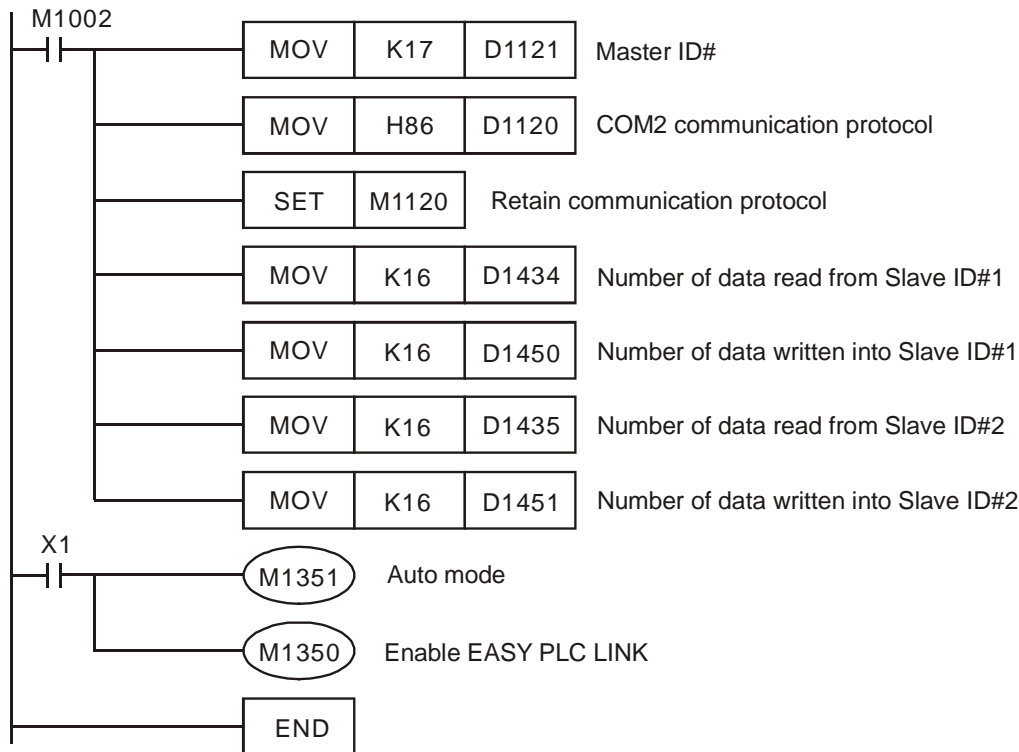 M1002
MOV K17 D1121 Master ID#
MOV H86 D1120 COM2 communication protocol
SET M1120 Retain communication protocol
MOV K16 D1434 Number of data read from Slave ID#1
MOV K16 D1450 Number of data written into Slave ID#1
MOV K16 D1435 Number of data read from Slave ID#2
MOV K16 D1451 Number of data written into Slave ID#2
X1
M1351 Auto mode
M1350 Enable EASY PLC LINK
END